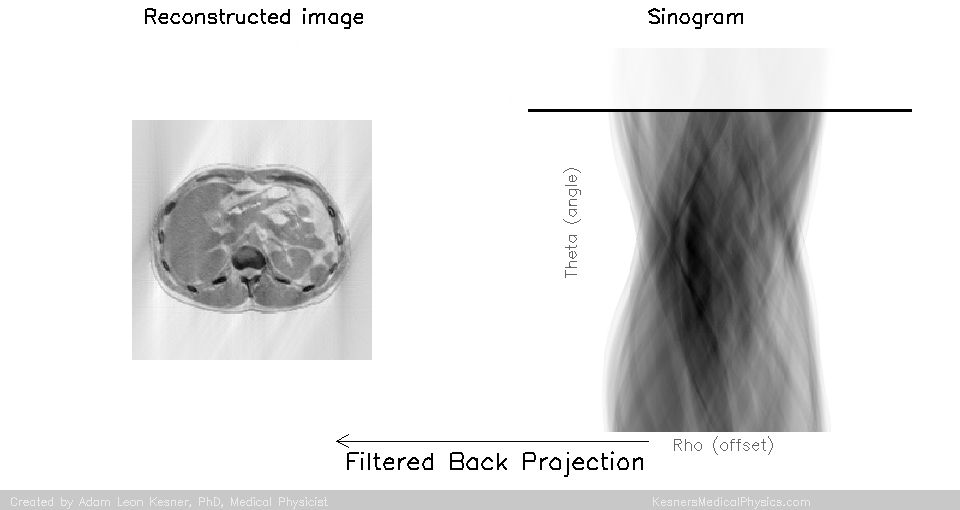 Reconstructed image
Sinogram
Theta (angle)
Rho (offset)
Filtered Back Projection
Created by Adam Leon Kesner, PhD, Medical Physicist
KesnersMedicalPhysics.com